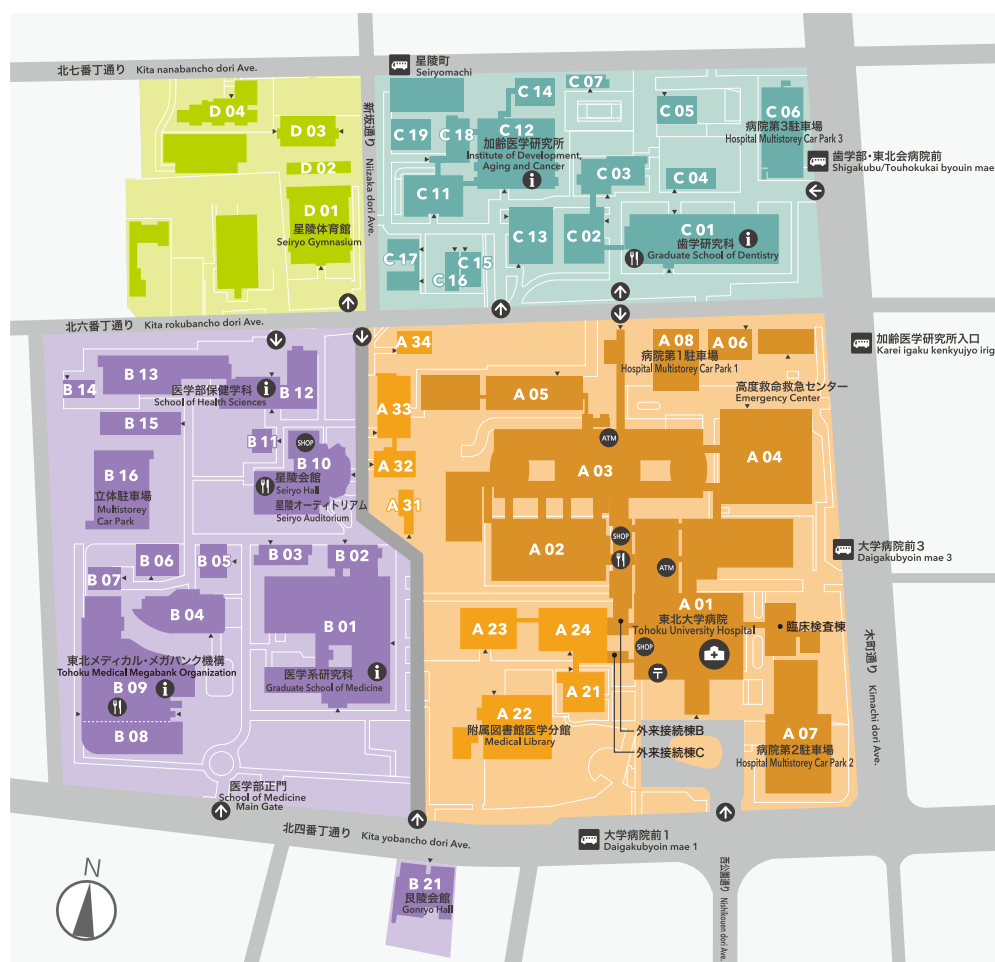 北七番丁通り Kita nanabancho dori Ave.
星陵町
Seiryomachi
新坂通り Niizaka dori Ave.
D 04
D 03
D 02
D 01
星陵体育館
Seiryo Gymnasium
C 14
C 07
C 19
C 18
C 12
加齢医学研究所
Institute of Development,
Aging and Cancer
C 05
C 06
病院第3駐車場
Hospital Multistorey Car Park 3
歯学部・東北会病院前
Shigakubu/Touhokukai byouin mae
C 11
C 03
C 04
C 13
C 02
C 01
歯学研究科
Graduate School of Dentistry
C 17
C 15
C 16
北六番丁通り Kita rokubancho dori Ave.
加齢医学研究所入口
Karei igaku kenkyujyo irig
B 14
B 13
医学部保健学科
School of Health Sciences
B 12
B 15
B 11
SHOP
B 10
星陵会館
Seiryo Hall
星陵オーディトリアム
Seiryo Auditorium
B 16
立体駐車場
Multistorey
Car Park
A 34
A 33
A 32
A 31
A 05
A 08
病院第1駐車場
Hospital Multistorey Car Park 1
A 06
高度救命救急センター
Emergency Center
ATM
A 03
A 04
A 02
SHOP
ATM
大学病院前3
Daigakubyoin mae 3
B 06
B 05
B 03
B 02
B 07
B 04
B 01
医学系研究科
Graduate School of Medicine
東北メディカル・メガバンク機構
Tohoku Medical Megabank Organization
B 09
B 08
A 01
東北大学病院
Tohoku University Hospital
SHOP
臨床検査棟
木町通り Kimachi dori Ave.
A 23
A 24
A 21
A 22
附属図書館医学分館
Medical Library
外来接続棟B
外来接続棟C
A 07
病院第2駐車場
Hospital Multistorey Car Park 2
医学部正門
School of Medicine
Main Gate
北四番丁通り Kita yobancho dori Ave.
大学病院前1
Daigakubyoin mae 1
西公園通り Nishikouen dori Ave.
N
B 21
艮陵会館
Gonryo Hall